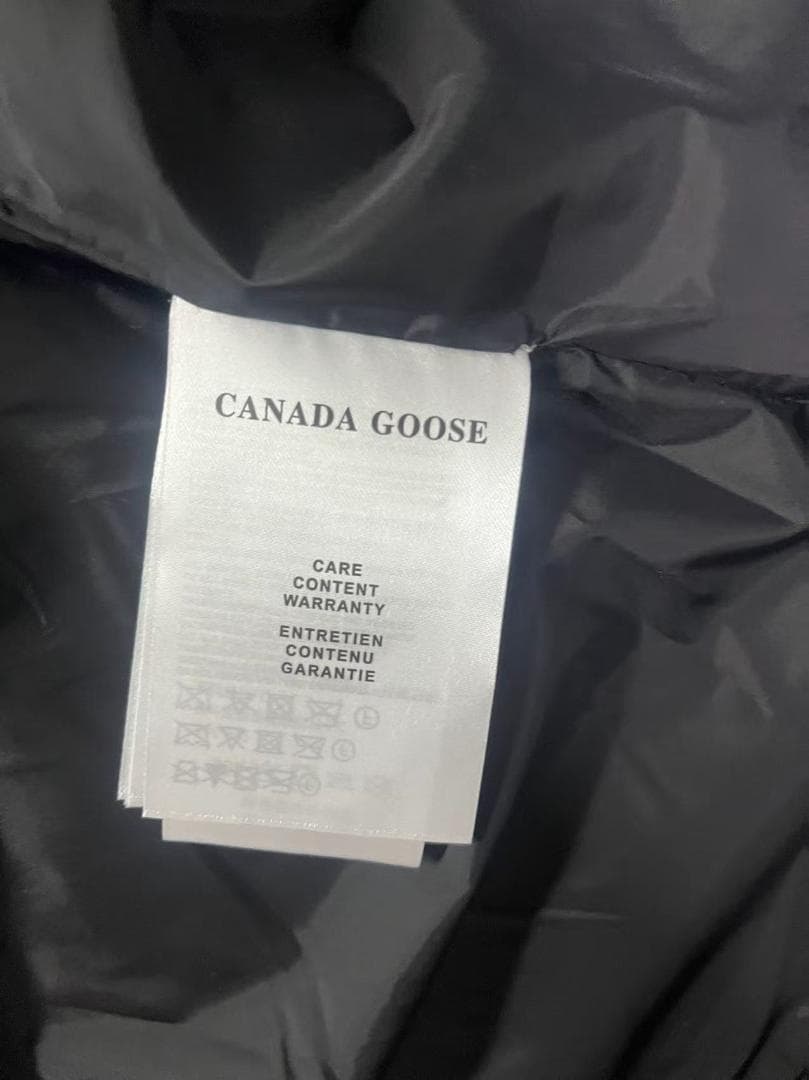 CANADA GOOSE
CARE
CONTENT
WARRANTY
ENTRETIEN
CONTENU
GARANTIE